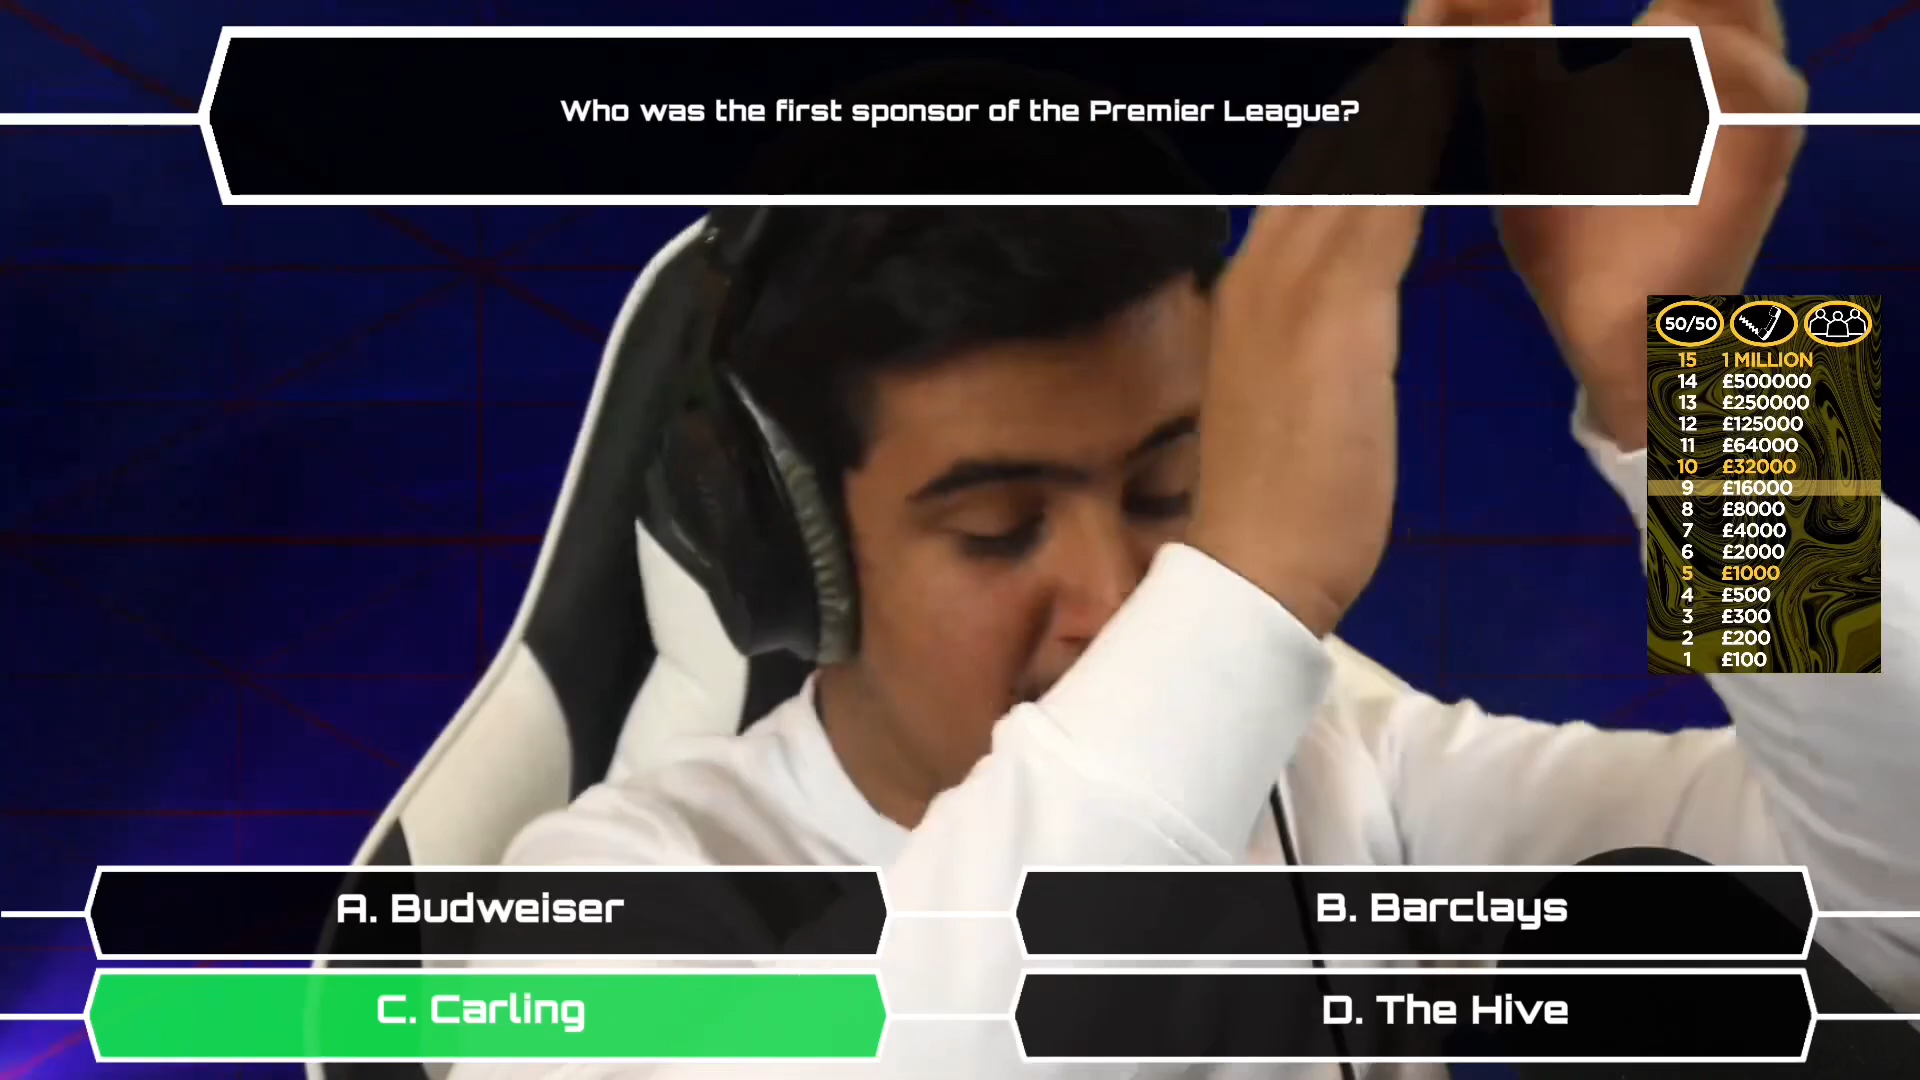 Who was the first sponsor of the Premier League?
50/50
15 1 MILLION
14 £500000
13 £250000
12 £125000
11 £64000
10 £32000
9 £16000
8 £8000
7 £4000
6 £2000
5 £1000
4 £500
3 £300
2 £200
1 £100
A. Budweiser
B. Barclays
C. Carling
D. The Hive